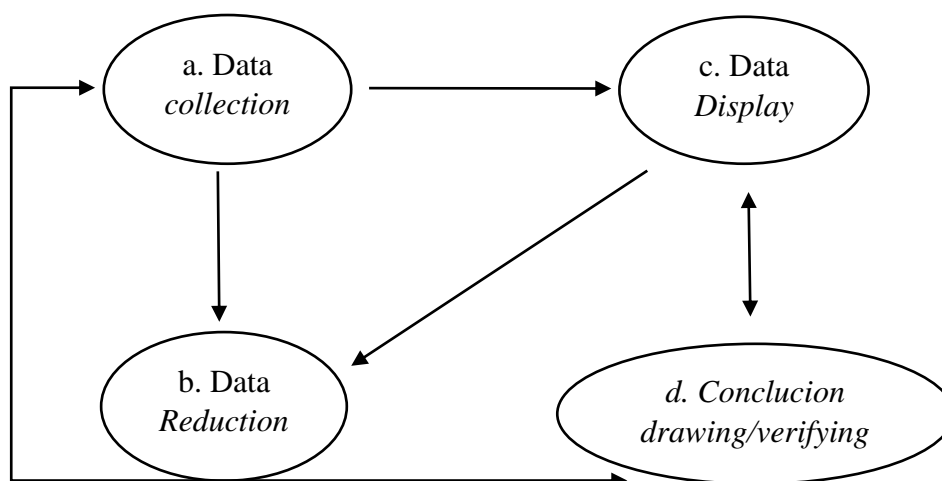 a. Data
collection
c. Data
Display
b. Data
Reduction
d. Conclucion
drawing/verifying